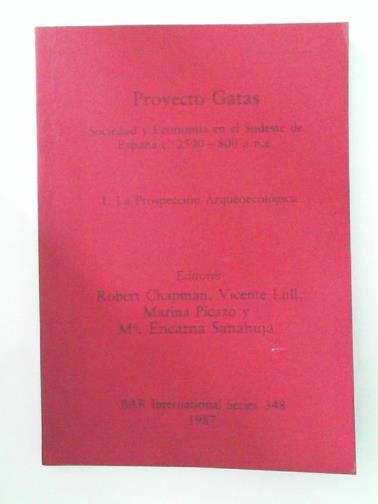 Proyecto Gatas
Sociedad y Economía en el Sudeste de
España c. 2500 - 800 a.n.e.
1. La Prospección Arqueoecológica
Editores
Robert Chapman, Vicente Lull,
Marina Picazo y
Mª. Encarna Sanahuja
BAR International Series 348
1987